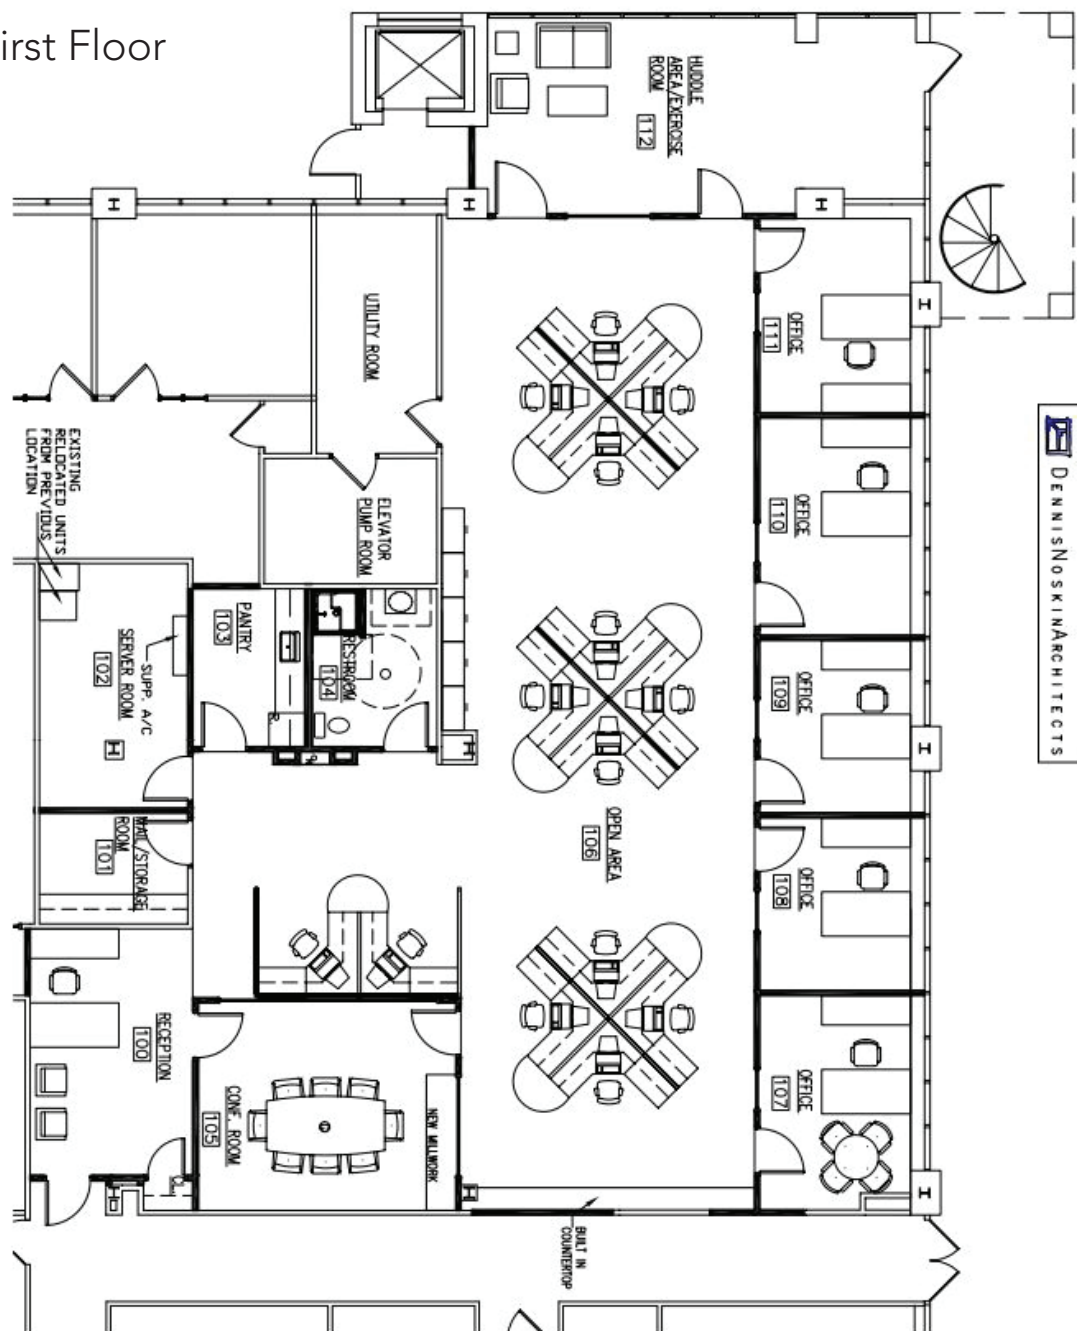 irst Floor
HUDDLE
AREA/EXERCISE
ROOM
112
H
H
H
UTILITY ROOM
OFFICE
111
H
EXISTING
RELOCATED UNITS
FROM PREVIOUS
LOCATION
ELEVATOR
PUMP ROOM
OFFICE
110
DENNISNOSKINARCHITECTS
PANTRY
103
RESTROOM
104
SUPP. A/C
SERVER ROOM
102
H
R
H
OFFICE
109
H
MAIL/STORAGE
ROOM
101
OPEN AREA
106
OFFICE
108
RECEPTION
100
CONF. ROOM
105
NEW MILLWORK
OFFICE
107
H
H
H
BUILT IN
COUNTERTOP